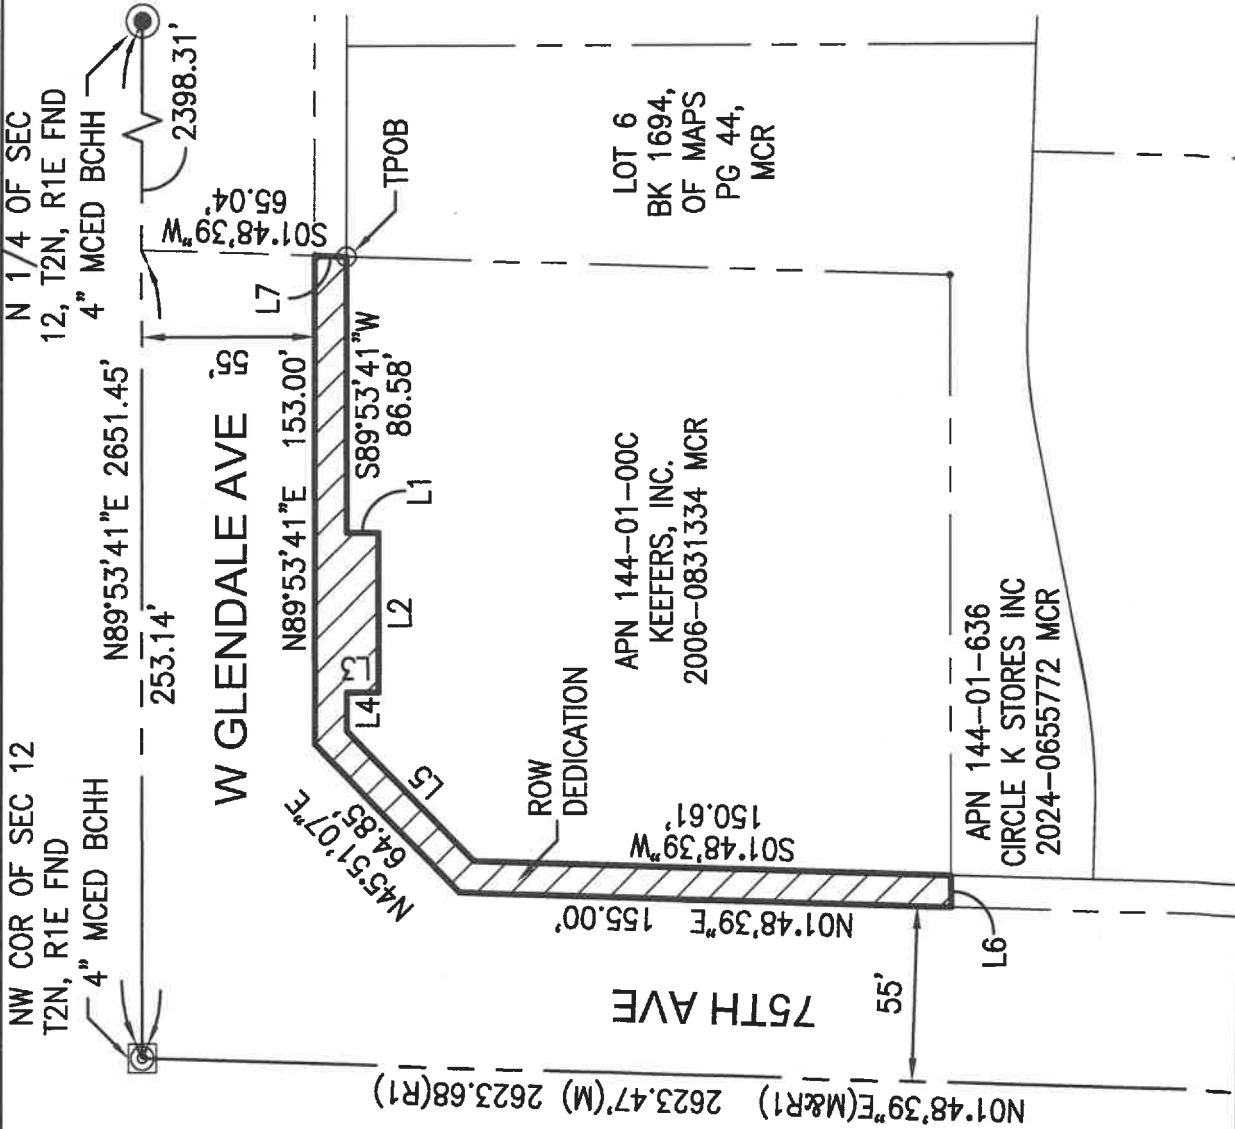 NW COR OF SEC 12
T2N, R1E FND
4" MCED BCHH
N 1/4 OF SEC
12, T2N, R1E FND
4" MCED BCHH
N89°53'41"E 2651.45'
253.14'
2398.31'
W GLENDALE AVE
55'
S01°48'39"W
65.04'
TPOB
L7
N89°53'41"E 153.00'
S89°53'41"W
86.58'
L1
L2
L3
L4
L5
N45°51'07"E
64.85'
ROW
DEDICATION
LOT 6
BK 1694,
OF MAPS
PG 44,
MCR
APN 144-01-00C
KEEFERS, INC.
2006-0831334 MCR
S01°48'39"W
150.61'
N01°48'39"E 155.00'
L6
APN 144-01-636
CIRCLE K STORES INC
2024-0655772 MCR
75TH AVE
55'
N01°48'39"E(M&R1) 2623.47'(M) 2623.68(R1)